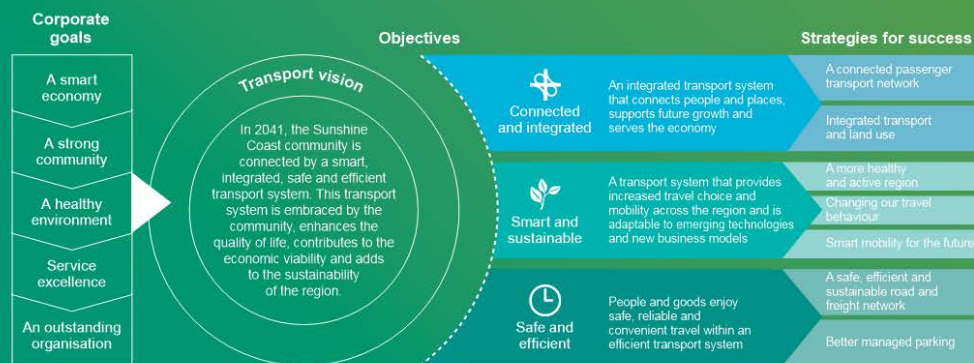 Corporate
goals
A smart
economy
A strong
community
A healthy
environment
Service
excellence
An outstanding
organisation
Transport vision
In 2041, the Sunshine
Coast community is
connected by a smart,
integrated, safe and efficient
transport system. This transport
system is embraced by the
community, enhances the
quality of life, contributes to the
economic viability and adds
to the sustainability
of the region.
Objectives
Connected
and integrated
An integrated transport system
that connects people and places,
supports future growth and
serves the economy
Smart and
sustainable
A transport system that provides
increased travel choice and
mobility across the region and is
adaptable to emerging technologies
and new business models
Safe and
efficient
People and goods enjoy
safe, reliable and
convenient travel within an
efficient transport system
Strategies for success
A connected passenger
transport network
Integrated transport
and land use
A more healthy
and active region
Changing our travel
behaviour
Smart mobility for the future
A safe, efficient and
sustainable road and
freight network
Better managed parking